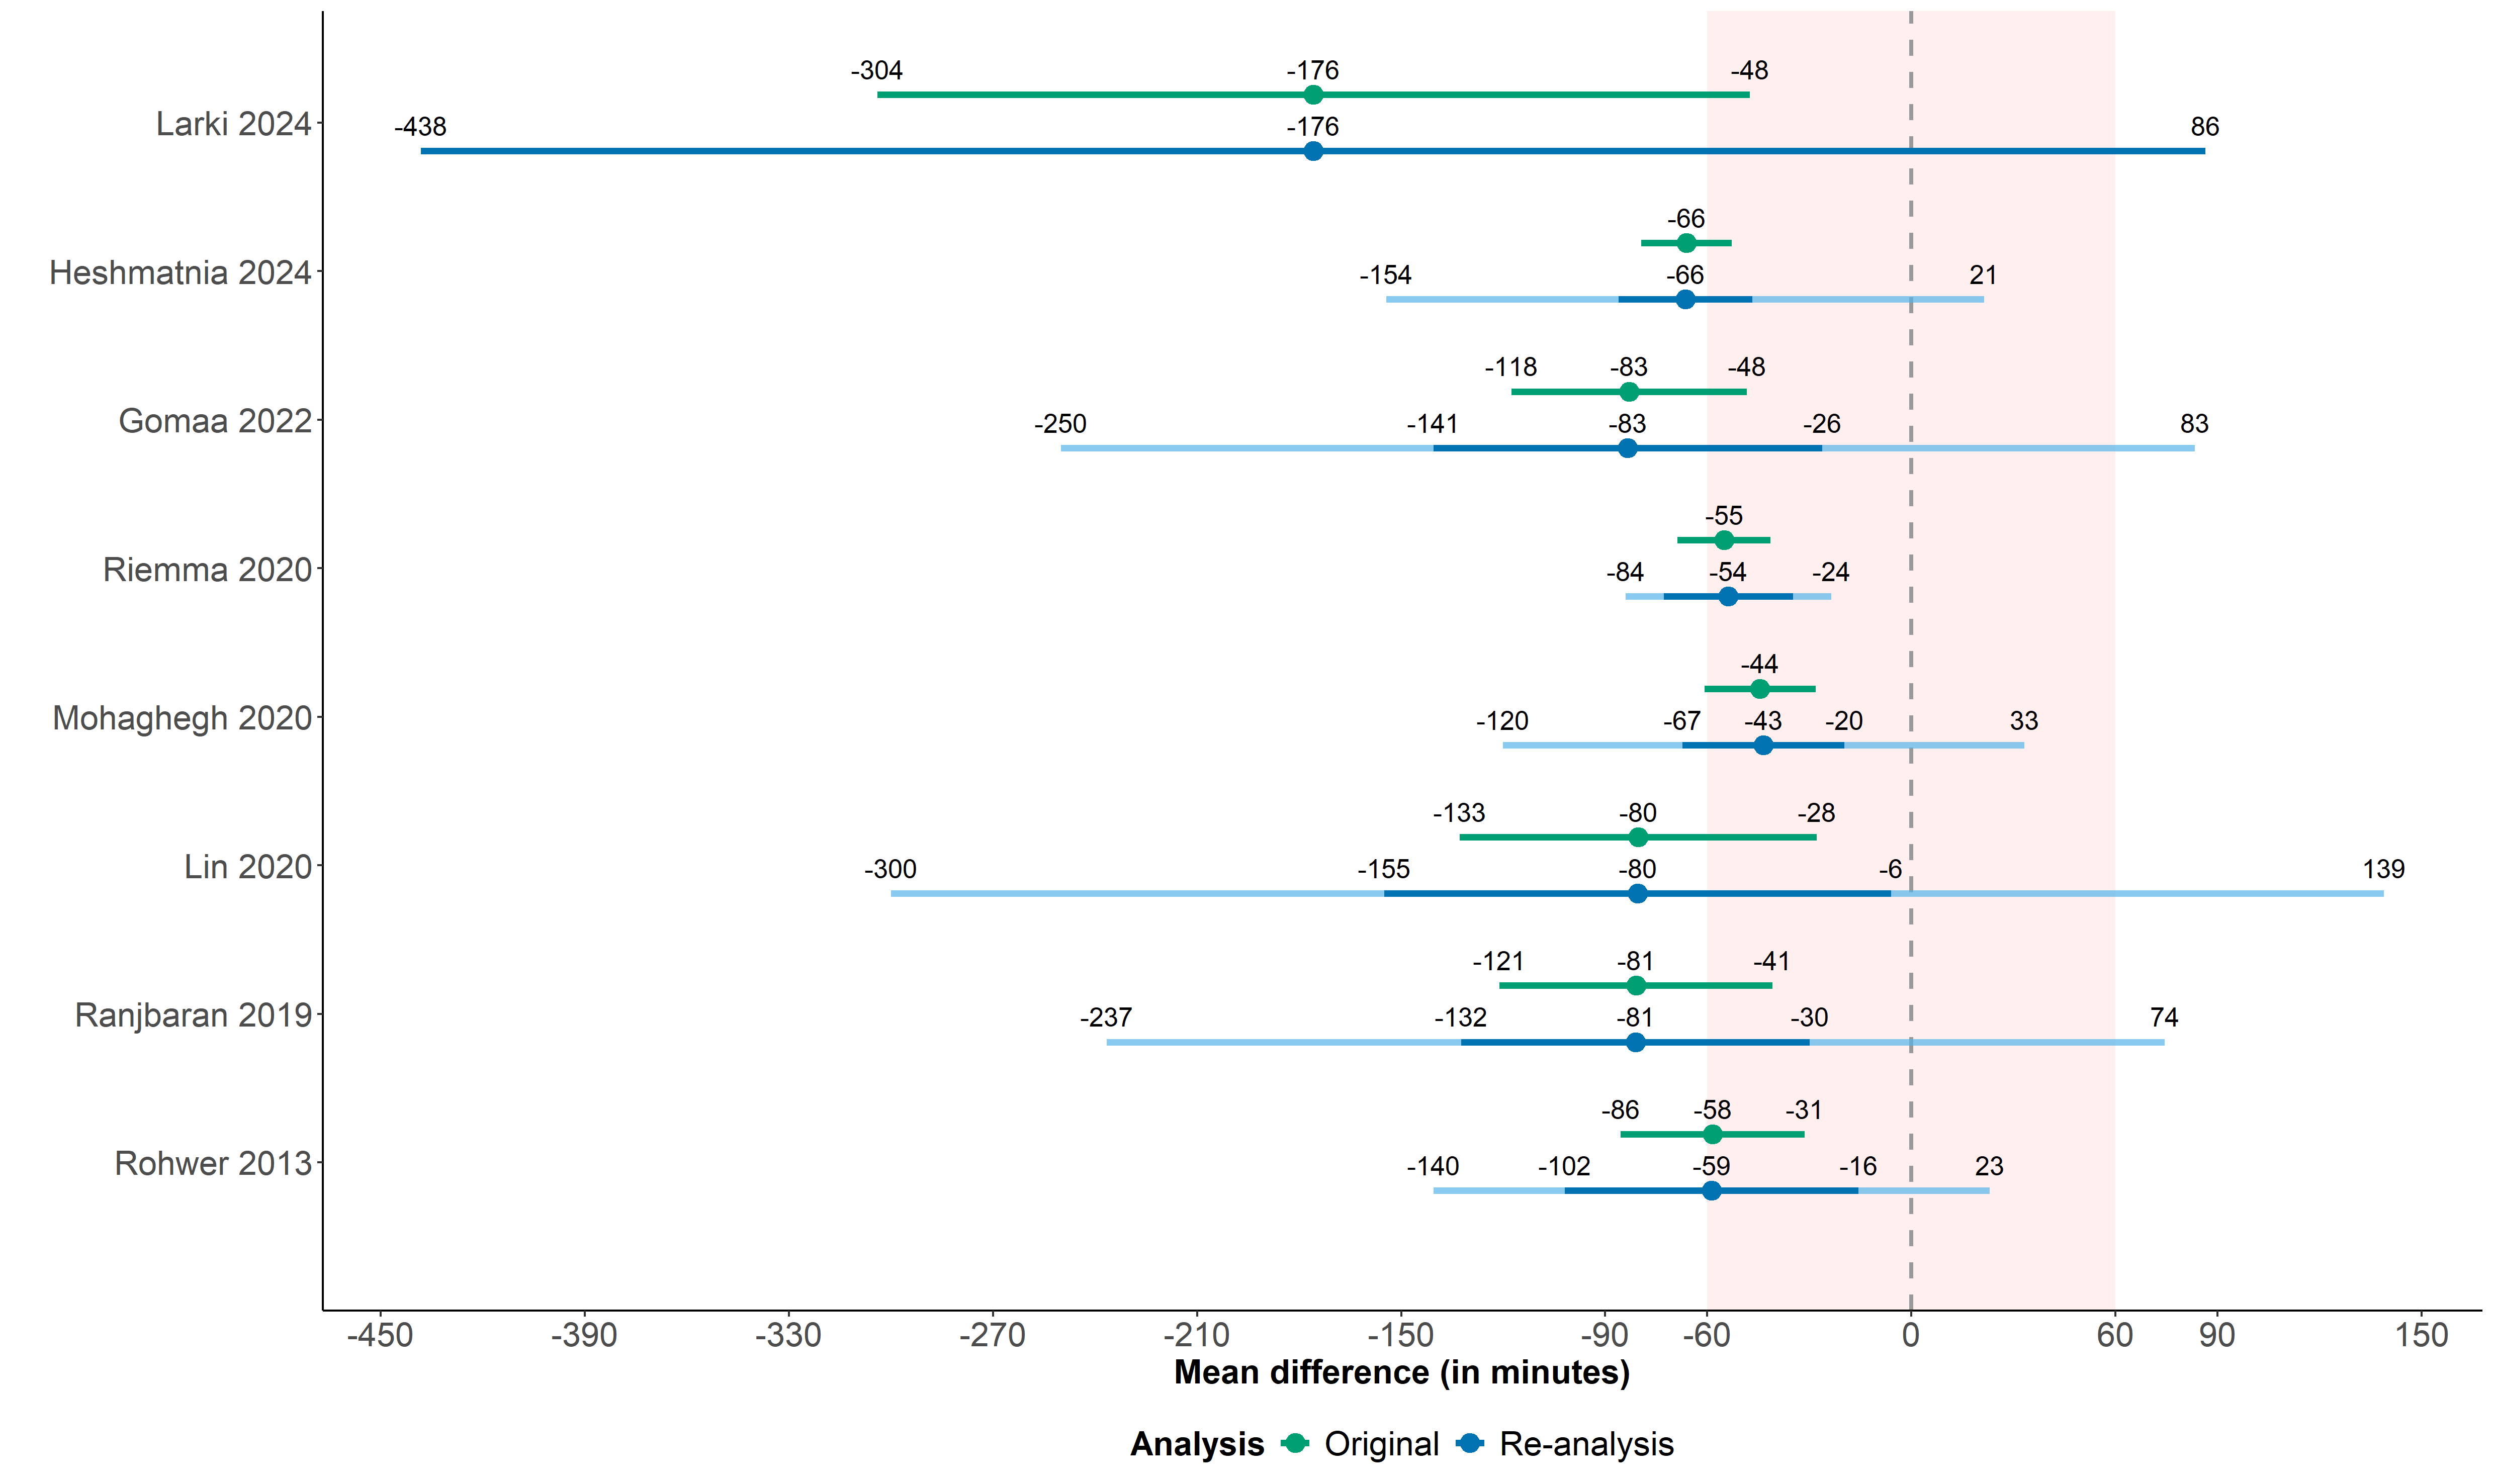 -304 -176 -48
Larki 2024
-438 -176 86
-66
Heshmatnia 2024
-154 -66 21
-118 -83 -48
Gomaa 2022
-250 -141 -83 -26 83
-55
Riemma 2020
-84 -54 -24
-44
Mohaghegh 2020
-120 -67 -43 -20 33
-133 -80 -28
Lin 2020
-300 -155 -80 -6 139
-121 -81 -41
Ranjbaran 2019
-237 -132 -81 -30 74
-86 -58 -31
Rohwer 2013
-140 -102 -59 -16 23
-450 -390 -330 -270 -210 -150 -90 -60 0 60 90 150
Mean difference (in minutes)
Analysis Original Re-analysis